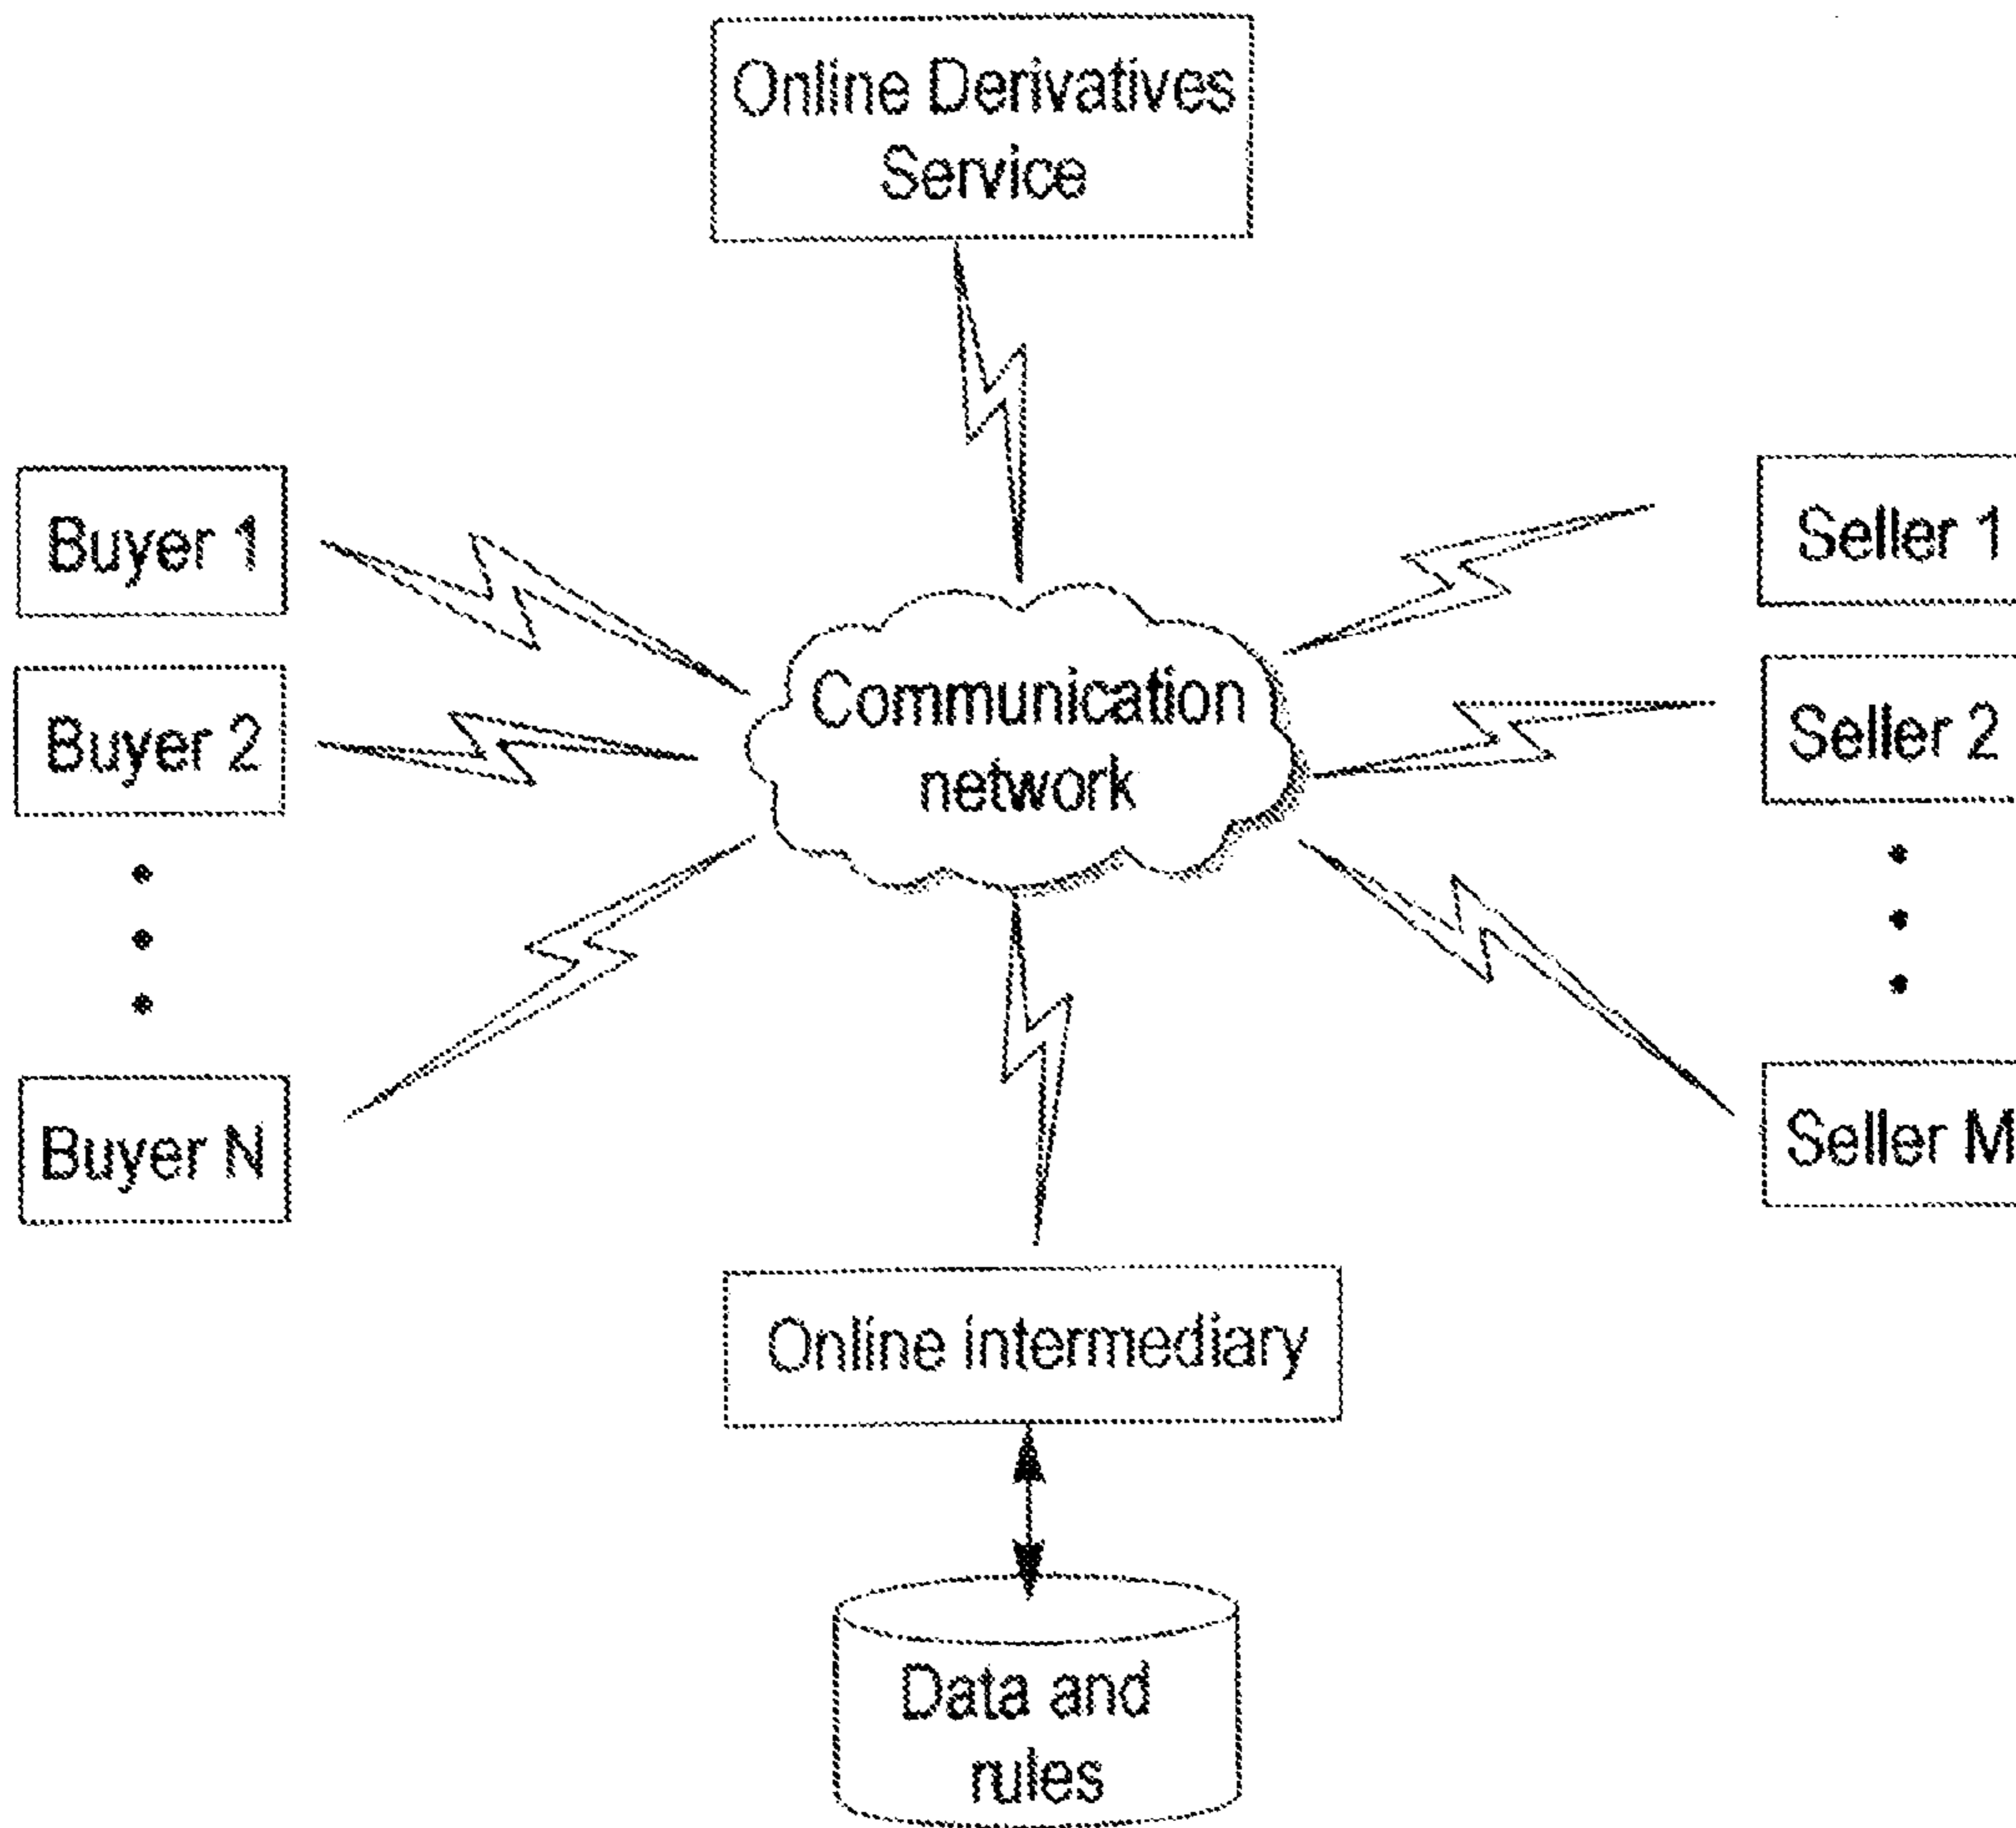 Online Derivatives
Service
Buyer 1
Seller 1
Communication
network
Buyer 2
Seller 2
Buyer N
Seller M
Online intermediary
Data and
rules